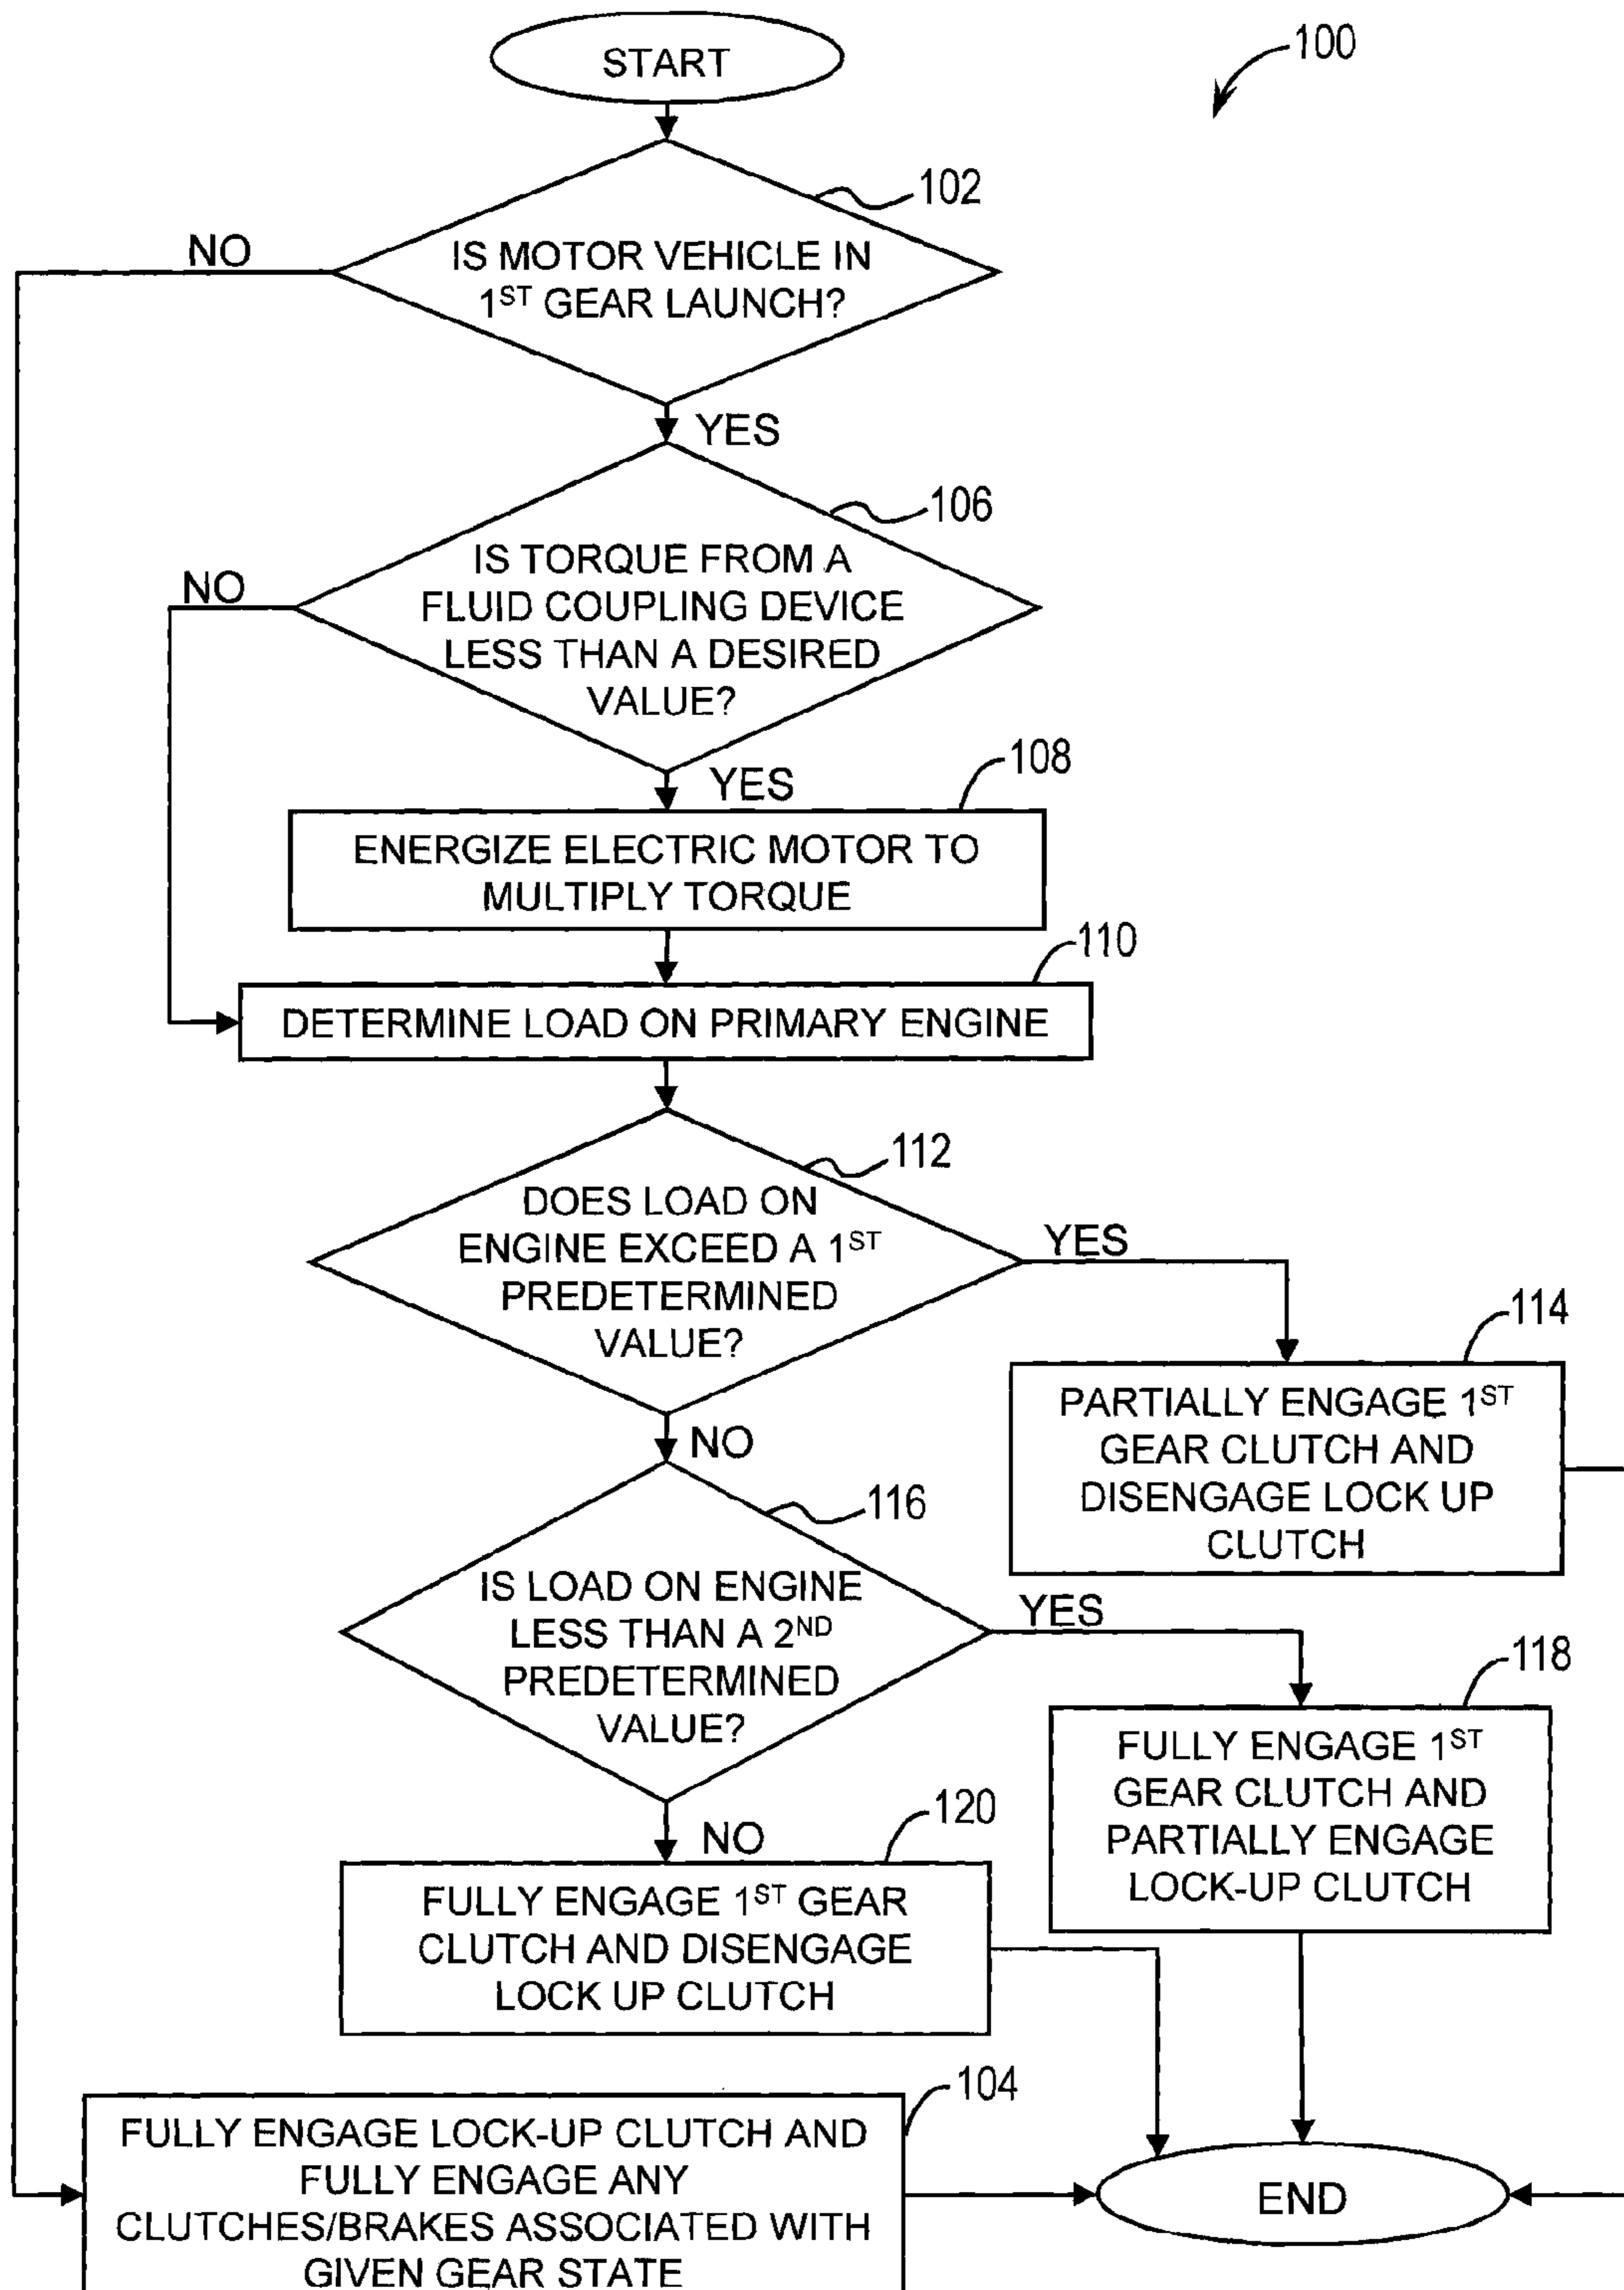 START
100
102
NO
IS MOTOR VEHICLE IN
1ST GEAR LAUNCH?
YES
106
NO
IS TORQUE FROM A
FLUID COUPLING DEVICE
LESS THAN A DESIRED
VALUE?
YES
108
ENERGIZE ELECTRIC MOTOR TO
MULTIPLY TORQUE
110
DETERMINE LOAD ON PRIMARY ENGINE
112
DOES LOAD ON
ENGINE EXCEED A 1ST
PREDETERMINED
VALUE?
YES
114
PARTIALLY ENGAGE 1ST
GEAR CLUTCH AND
DISENGAGE LOCK UP
CLUTCH
NO
116
IS LOAD ON ENGINE
LESS THAN A 2ND
PREDETERMINED
VALUE?
YES
118
FULLY ENGAGE 1ST
GEAR CLUTCH AND
PARTIALLY ENGAGE
LOCK-UP CLUTCH
NO
120
FULLY ENGAGE 1ST GEAR
CLUTCH AND DISENGAGE
LOCK UP CLUTCH
104
FULLY ENGAGE LOCK-UP CLUTCH AND
FULLY ENGAGE ANY
CLUTCHES/BRAKES ASSOCIATED WITH
GIVEN GEAR STATE
END